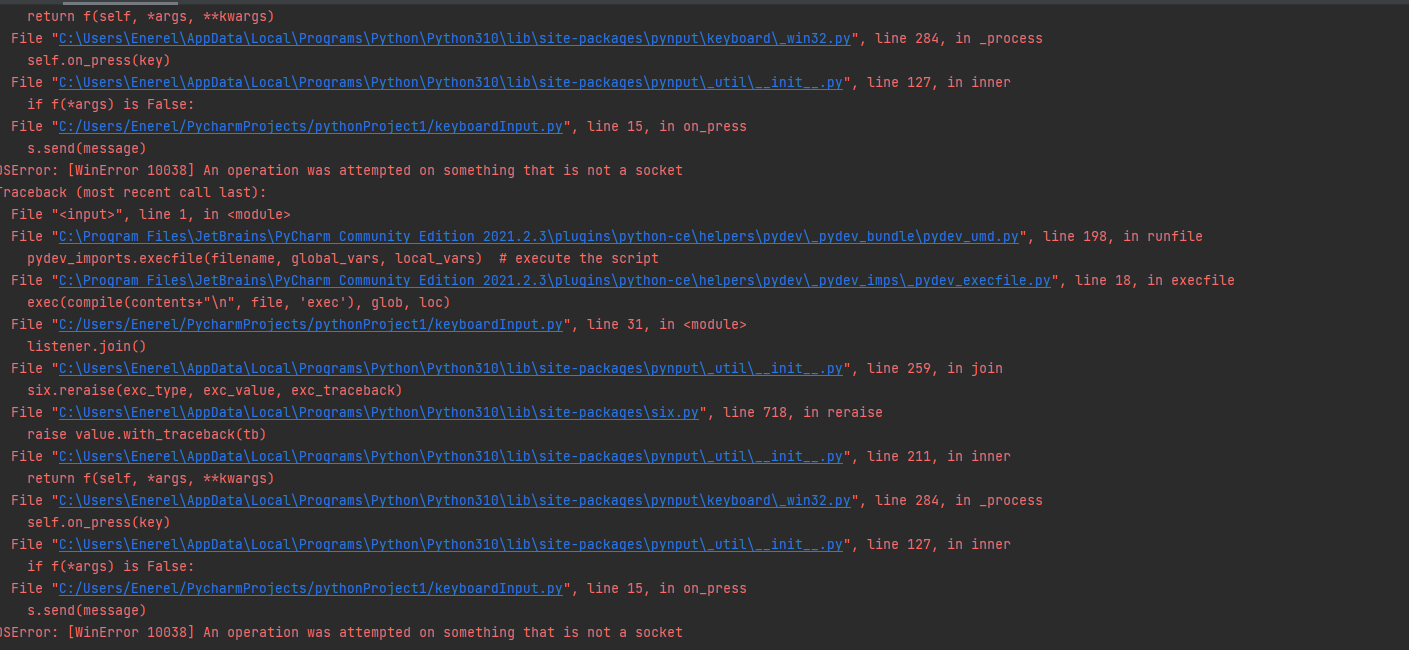 return f(self, *args, **kwargs)
File "C:\Users\Enerel\AppData\Local\Programs\Python\Python310\lib\site-packages\pynput\keyboard\_win32.py", line 284, in _process
self.on_press(key)
File "C:\Users\Enerel\AppData\Local\Programs\Python\Python310\lib\site-packages\pynput\_util\__init__.py", line 127, in inner
if f(*args) is False:
File "C:/Users/Enerel/PycharmProjects/pythonProject1/keyboardInput.py", line 15, in on_press
s.send(message)
OSError: [WinError 10038] An operation was attempted on something that is not a socket
Traceback (most recent call last):
File "<input>", line 1, in <module>
File "C:\Program Files\JetBrains\PyCharm Community Edition 2021.2.3\plugins\python-ce\helpers\pydev\_pydev_bundle\pydev_umd.py", line 198, in runfile
pydev_imports.execfile(filename, global_vars, local_vars)  # execute the script
File "C:\Program Files\JetBrains\PyCharm Community Edition 2021.2.3\plugins\python-ce\helpers\pydev\_pydev_imps\_pydev_execfile.py", line 18, in execfile
exec(compile(contents+"\n", file, 'exec'), glob, loc)
File "C:/Users/Enerel/PycharmProjects/pythonProject1/keyboardInput.py", line 31, in <module>
listener.join()
File "C:\Users\Enerel\AppData\Local\Programs\Python\Python310\lib\site-packages\pynput\_util\__init__.py", line 259, in join
six.reraise(exc_type, exc_value, exc_traceback)
File "C:\Users\Enerel\AppData\Local\Programs\Python\Python310\lib\site-packages\six.py", line 718, in reraise
raise value.with_traceback(tb)
File "C:\Users\Enerel\AppData\Local\Programs\Python\Python310\lib\site-packages\pynput\_util\__init__.py", line 211, in inner
return f(self, *args, **kwargs)
File "C:\Users\Enerel\AppData\Local\Programs\Python\Python310\lib\site-packages\pynput\keyboard\_win32.py", line 284, in _process
self.on_press(key)
File "C:\Users\Enerel\AppData\Local\Programs\Python\Python310\lib\site-packages\pynput\_util\__init__.py", line 127, in inner
if f(*args) is False:
File "C:/Users/Enerel/PycharmProjects/pythonProject1/keyboardInput.py", line 15, in on_press
s.send(message)
OSError: [WinError 10038] An operation was attempted on something that is not a socket